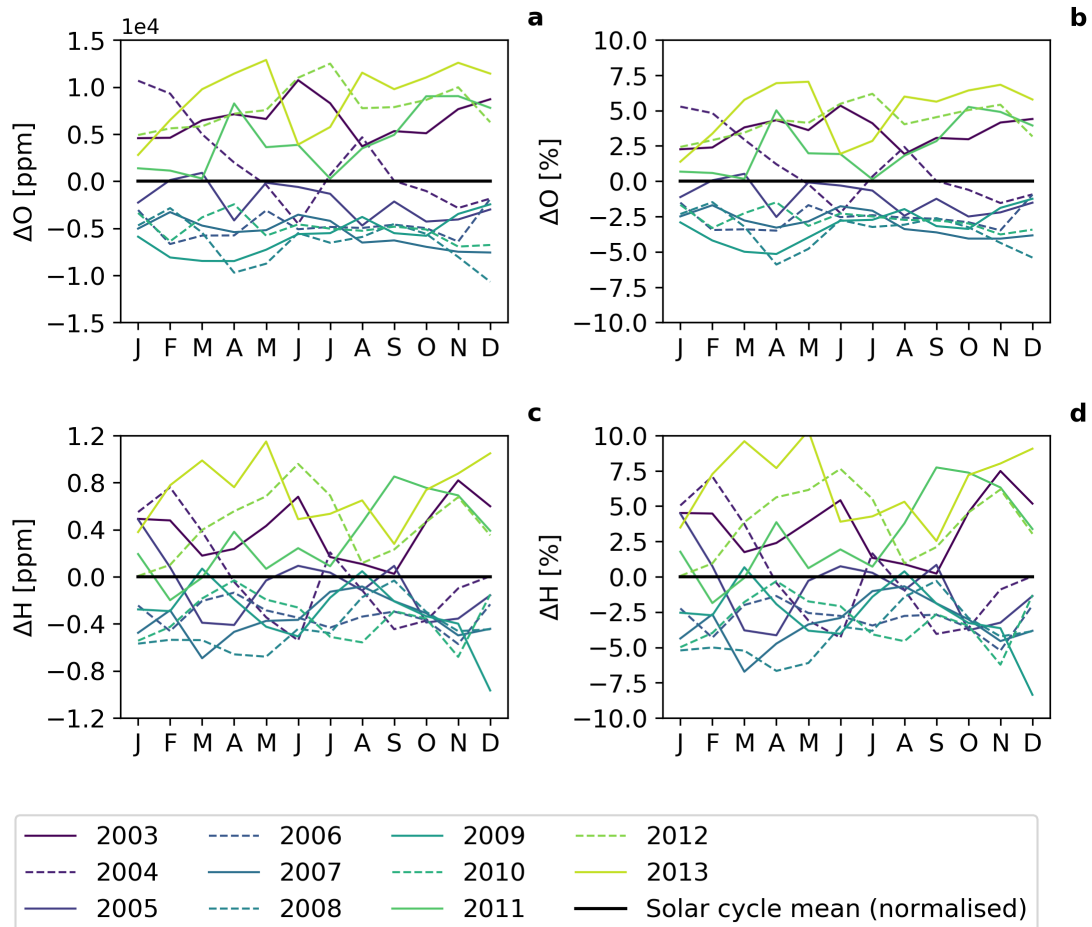 1e4
a
b
1.5
1.0
0.5
0.0
−0.5
−1.0
−1.5
ΔO [ppm]
J F M A M J J A S O N D
10.0
7.5
5.0
2.5
0.0
−2.5
−5.0
−7.5
−10.0
ΔO [%]
J F M A M J J A S O N D
c
d
1.2
0.8
0.4
0.0
−0.4
−0.8
−1.2
ΔH [ppm]
J F M A M J J A S O N D
10.0
7.5
5.0
2.5
0.0
−2.5
−5.0
−7.5
−10.0
ΔH [%]
J F M A M J J A S O N D
2003 2006 2009 2012
2004 2007 2010 2013
2005 2008 2011 Solar cycle mean (normalised)